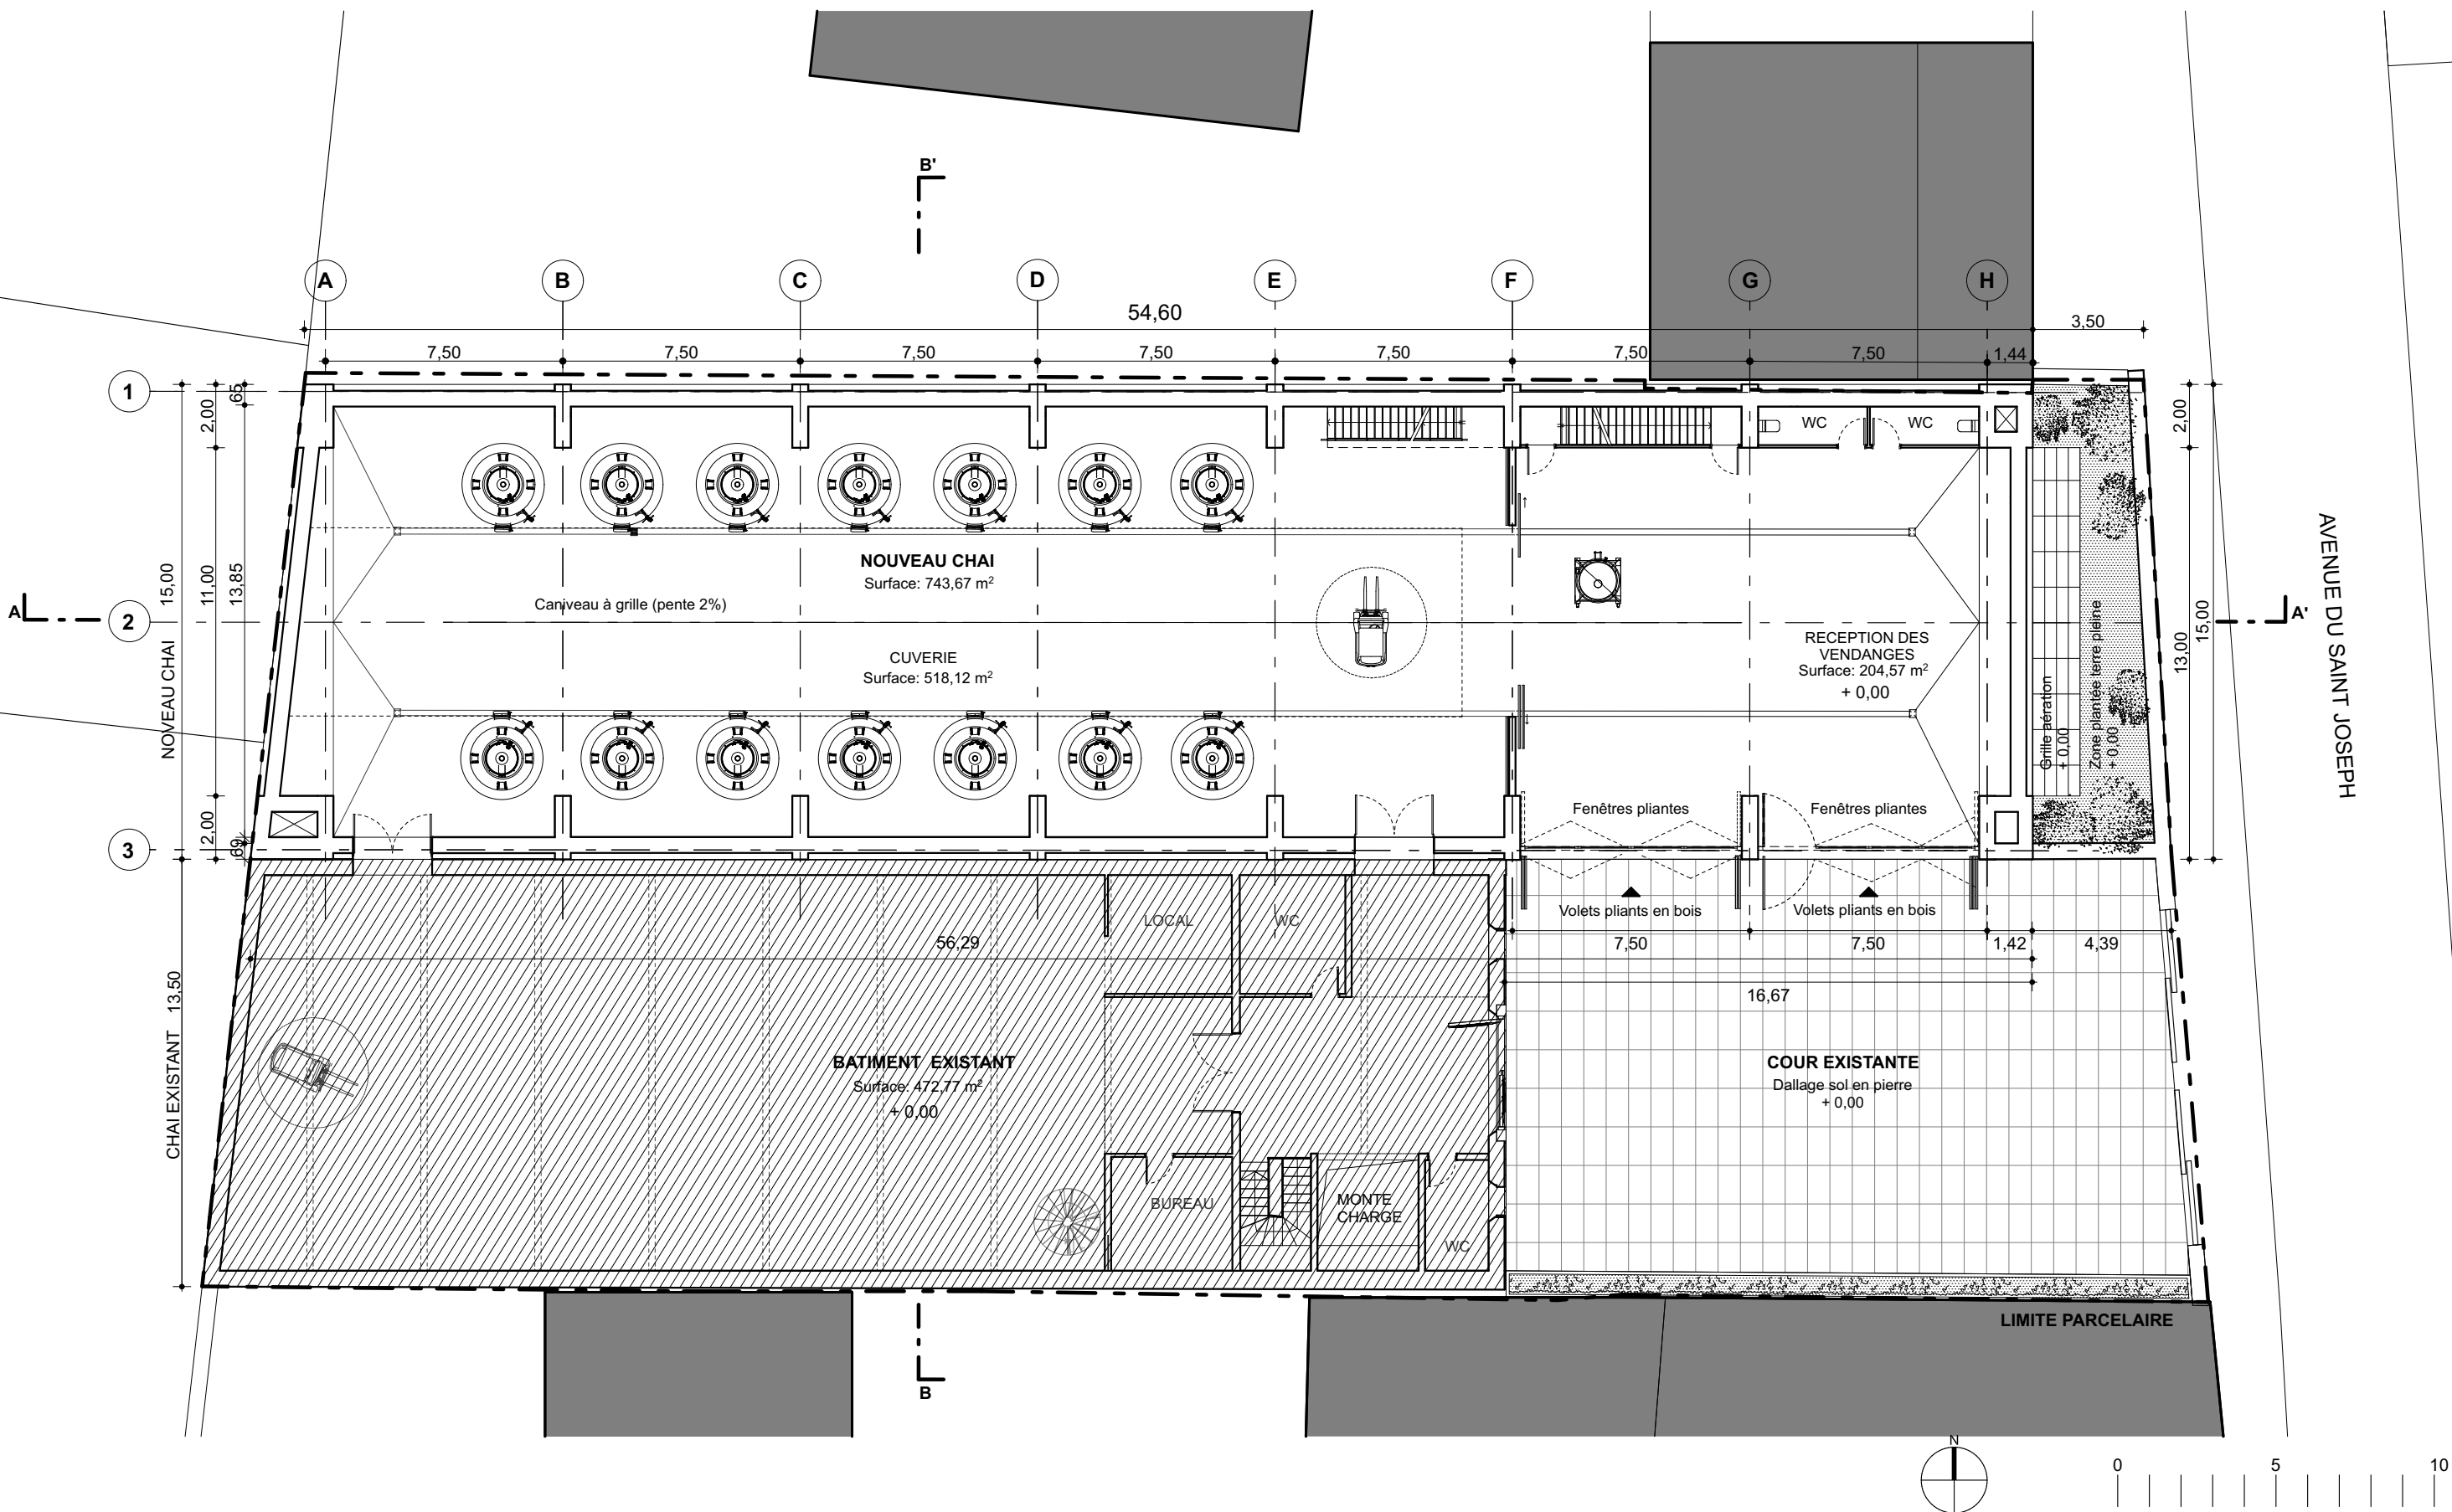 B'
A
B
C
D
E
F
G
H
54,60
3,50
7,50
7,50
7,50
7,50
7,50
7,50
7,50
1,44
1
2
3
65
2,00
15,00
11,00
13,85
2,00
69
NOVEAU CHAI
13,50
CHAI EXISTANT
A
A'
WC
WC
2,00
13,00
15,00
AVENUE DU SAINT JOSEPH
NOUVEAU CHAI
Surface: 743,67 m²
Caniveau à grille (pente 2%)
CUVERIE
Surface: 518,12 m²
RECEPTION DES
VENDANGES
Surface: 204,57 m²
+ 0,00
Grille aération
+ 0,00
Zone plantée terre pleine
+ 0,00
Fenêtres pliantes
Fenêtres pliantes
Volets pliants en bois
Volets pliants en bois
LOCAL
WC
56,29
7,50
7,50
1,42
4,39
16,67
BATIMENT EXISTANT
Surface: 472,77 m²
+ 0,00
COUR EXISTANTE
Dallage sol en pierre
+ 0,00
BUREAU
MONTE
CHARGE
WC
LIMITE PARCELAIRE
B
N
0
5
10